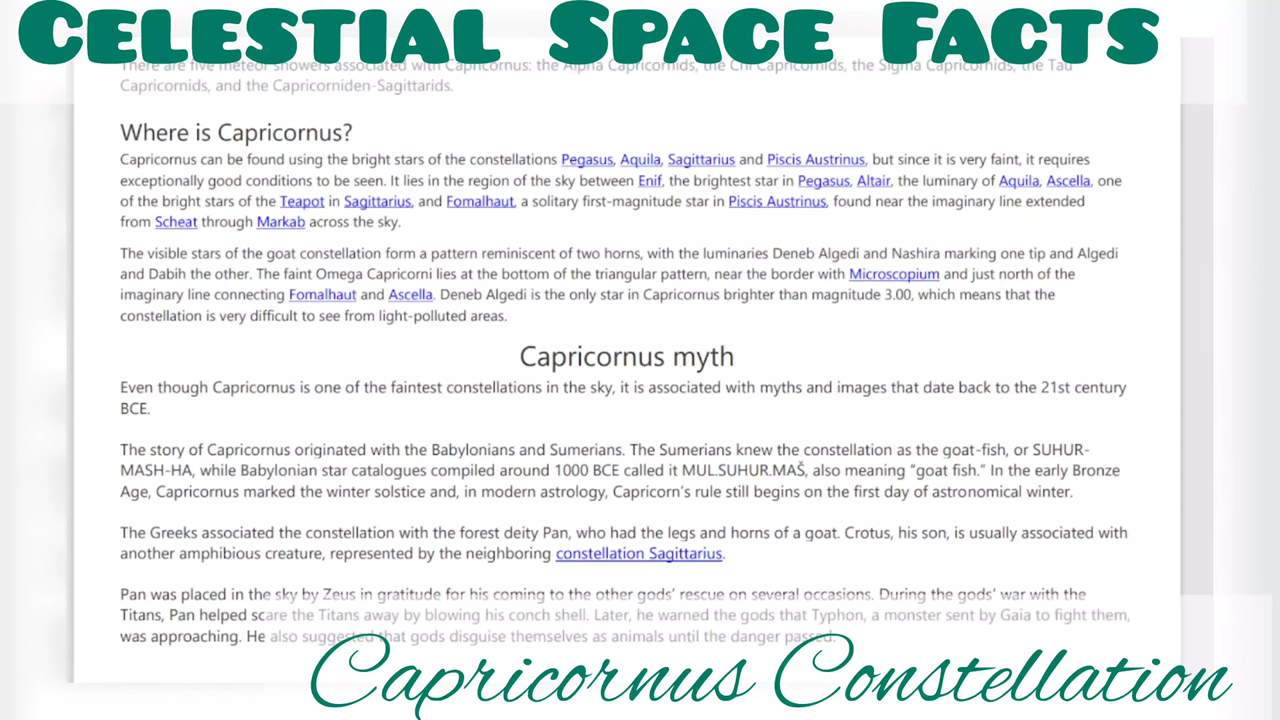 CELESTIAL SPACE FACTS
There are five meteor showers associated with Capricornus: the Alpha Capricornids, the Chi Capricornids, the Sigma Capricornids, the Tau
Capricornids, and the Capricorniden-Sagittarids.
Where is Capricornus?
Capricornus can be found using the bright stars of the constellations Pegasus, Aquila, Sagittarius and Piscis Austrinus, but since it is very faint, it requires
exceptionally good conditions to be seen. It lies in the region of the sky between Enif, the brightest star in Pegasus, Altair, the luminary of Aquila, Ascella, one
of the bright stars of the Teapot in Sagittarius, and Fomalhaut, a solitary first-magnitude star in Piscis Austrinus, found near the imaginary line extended
from Scheat through Markab across the sky.
The visible stars of the goat constellation form a pattern reminiscent of two horns, with the luminaries Deneb Algedi and Nashira marking one tip and Algedi
and Dabih the other. The faint Omega Capricorni lies at the bottom of the triangular pattern, near the border with Microscopium and just north of the
imaginary line connecting Fomalhaut and Ascella. Deneb Algedi is the only star in Capricornus brighter than magnitude 3.00, which means that the
constellation is very difficult to see from light-polluted areas.
Capricornus myth
Even though Capricornus is one of the faintest constellations in the sky, it is associated with myths and images that date back to the 21st century
BCE.
The story of Capricornus originated with the Babylonians and Sumerians. The Sumerians knew the constellation as the goat-fish, or SUHUR-
MASH-HA, while Babylonian star catalogues compiled around 1000 BCE called it MUL.SUHUR.MAŠ, also meaning “goat fish.” In the early Bronze
Age, Capricornus marked the winter solstice and, in modern astrology, Capricorn’s rule still begins on the first day of astronomical winter.
The Greeks associated the constellation with the forest deity Pan, who had the legs and horns of a goat. Crotus, his son, is usually associated with
another amphibious creature, represented by the neighboring constellation Sagittarius.
Pan was placed in the sky by Zeus in gratitude for his coming to the other gods’ rescue on several occasions. During the gods’ war with the
Titans, Pan helped scare the Titans away by blowing his conch shell. Later, he warned the gods that Typhon, a monster sent by Gaia to fight them,
was approaching. He also suggested that gods disguise themselves as animals until the danger passed.
Capricornus Constellation